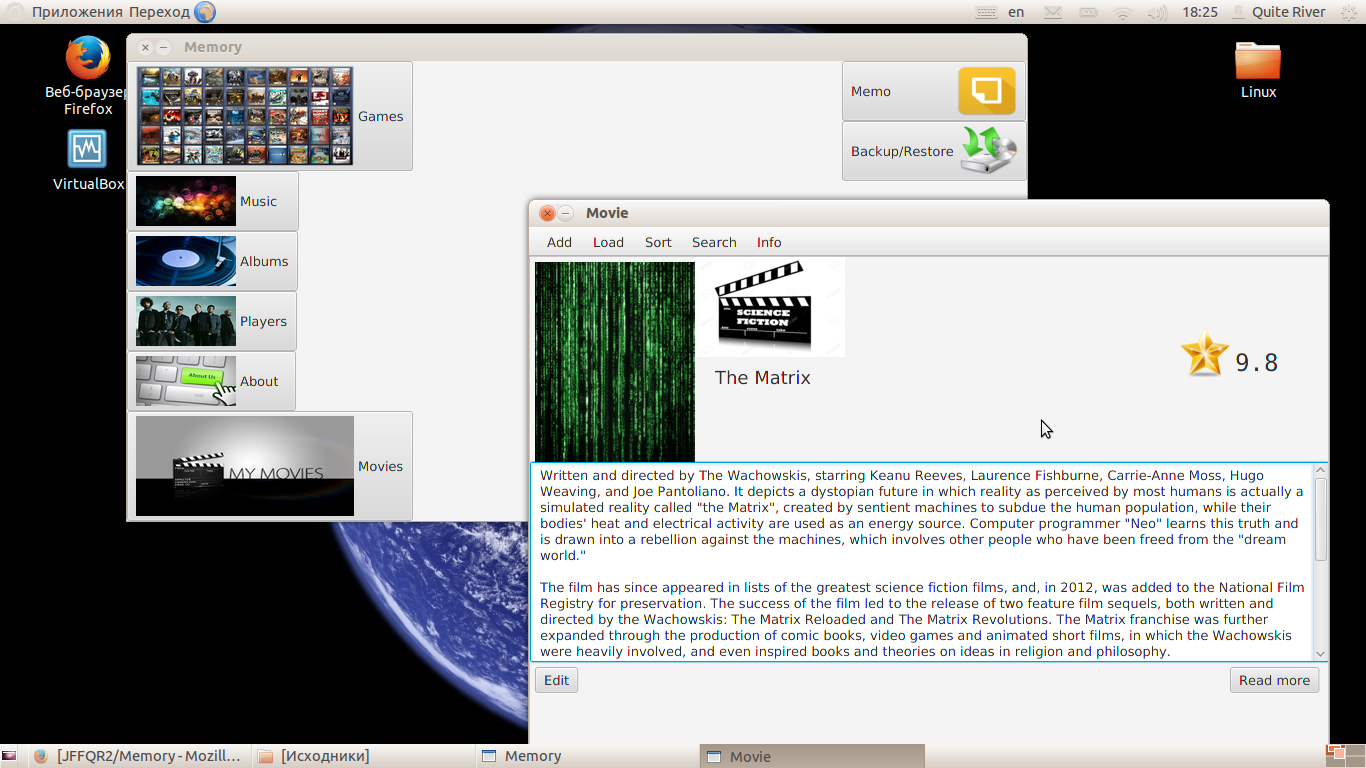 Приложения Переход
en
18:25
Quite River
Веб-браузер
Firefox
VirtualBox
Linux
Memory
Games
Music
Albums
Players
About Us
About
MY MOVIES
Movies
Memo
Backup/Restore
Movie
Add Load Sort Search Info
SCIENCE
FICTION
The Matrix
9.8
Written and directed by The Wachowskis, starring Keanu Reeves, Laurence Fishburne, Carrie-Anne Moss, Hugo
Weaving, and Joe Pantoliano. It depicts a dystopian future in which reality as perceived by most humans is actually a
simulated reality called "the Matrix", created by sentient machines to subdue the human population, while their
bodies' heat and electrical activity are used as an energy source. Computer programmer "Neo" learns this truth and
is drawn into a rebellion against the machines, which involves other people who have been freed from the "dream
world."
The film has since appeared in lists of the greatest science fiction films, and, in 2012, was added to the National Film
Registry for preservation. The success of the film led to the release of two feature film sequels, both written and
directed by the Wachowskis: The Matrix Reloaded and The Matrix Revolutions. The Matrix franchise was further
expanded through the production of comic books, video games and animated short films, in which the Wachowskis
were heavily involved, and even inspired books and theories on ideas in religion and philosophy.
Edit
Read more
[JFFQR2/Memory - Mozill...
[Исходники]
Memory
Movie